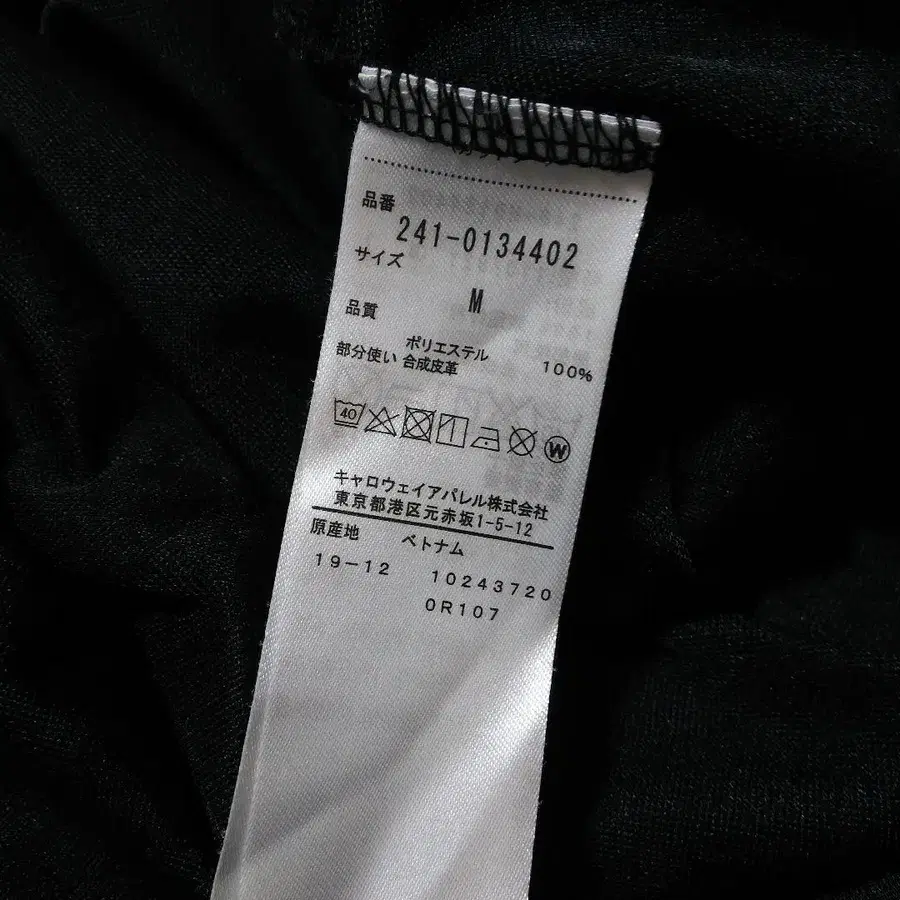 品番
241-0134402
サイズ
M
品質
ポリエステル 100%
部分使い 合成皮革
40
W
キャロウェイアパレル株式会社
東京都港区元赤坂1-5-12
原産地 ベトナム
19-12 10243720
0R107